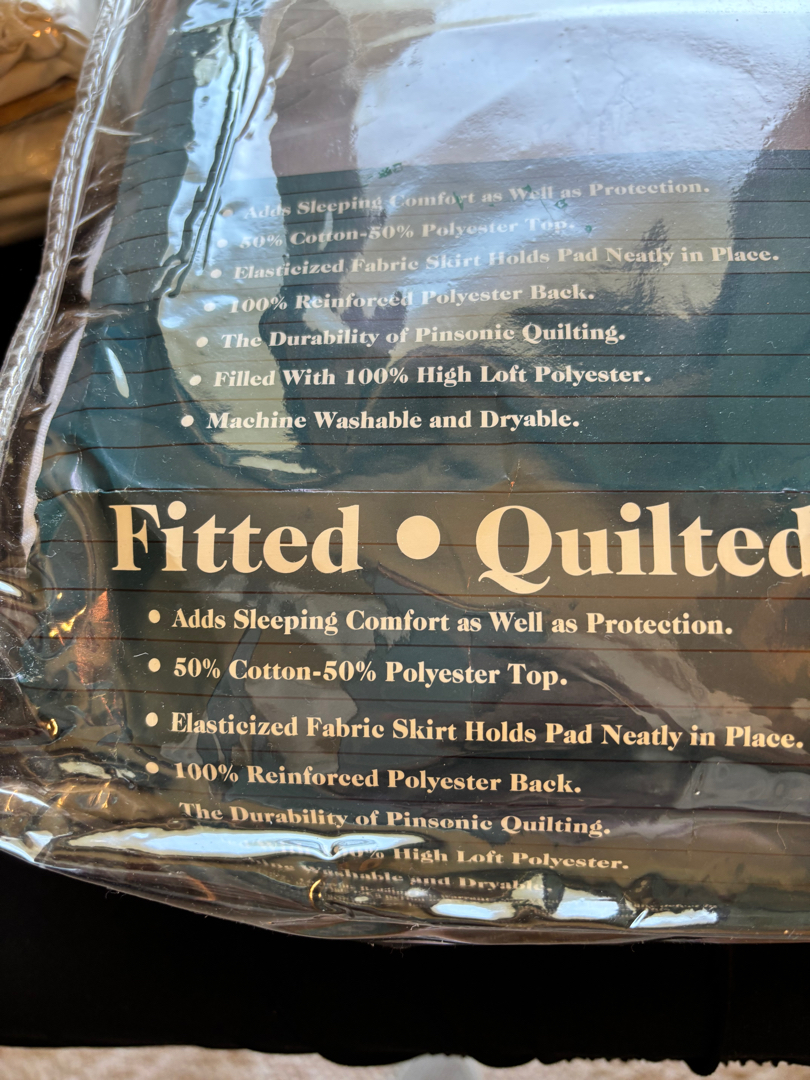 • Adds Sleeping Comfort as Well as Protection.
• 50% Cotton-50% Polyester Top.
• Elasticized Fabric Skirt Holds Pad Neatly in Place.
• 100% Reinforced Polyester Back.
• The Durability of Pinsonic Quilting.
• Filled With 100% High Loft Polyester.
• Machine Washable and Dryable.
Fitted • Quilted
• Adds Sleeping Comfort as Well as Protection.
• 50% Cotton-50% Polyester Top.
• Elasticized Fabric Skirt Holds Pad Neatly in Place.
• 100% Reinforced Polyester Back.
The Durability of Pinsonic Quilting.
High Loft Polyester.
Washable and Dryable.